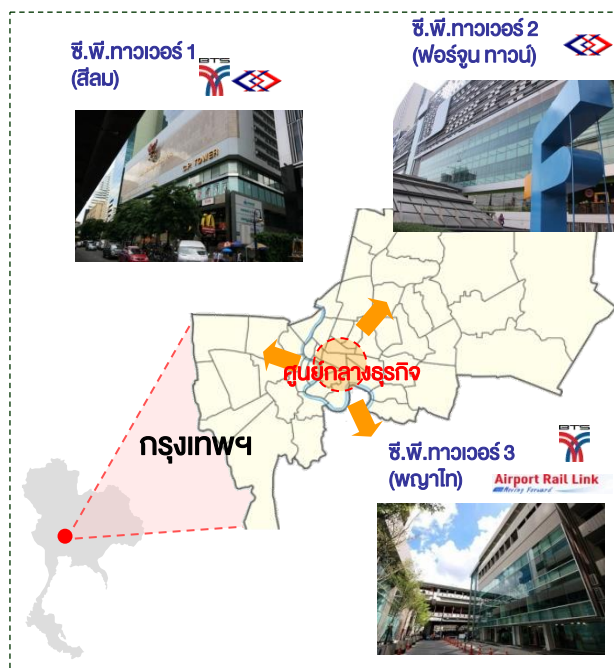 ซี.พี.ทาวเวอร์ 1
(สีลม)
BTS
ซี.พี.ทาวเวอร์ 2
(ฟอร์จูน ทาวน์)
C.P. TOWER
ศูนย์กลางธุรกิจ
กรุงเทพฯ
ซี.พี.ทาวเวอร์ 3
(พญาไท)
BTS
Airport Rail Link
Moving Forward